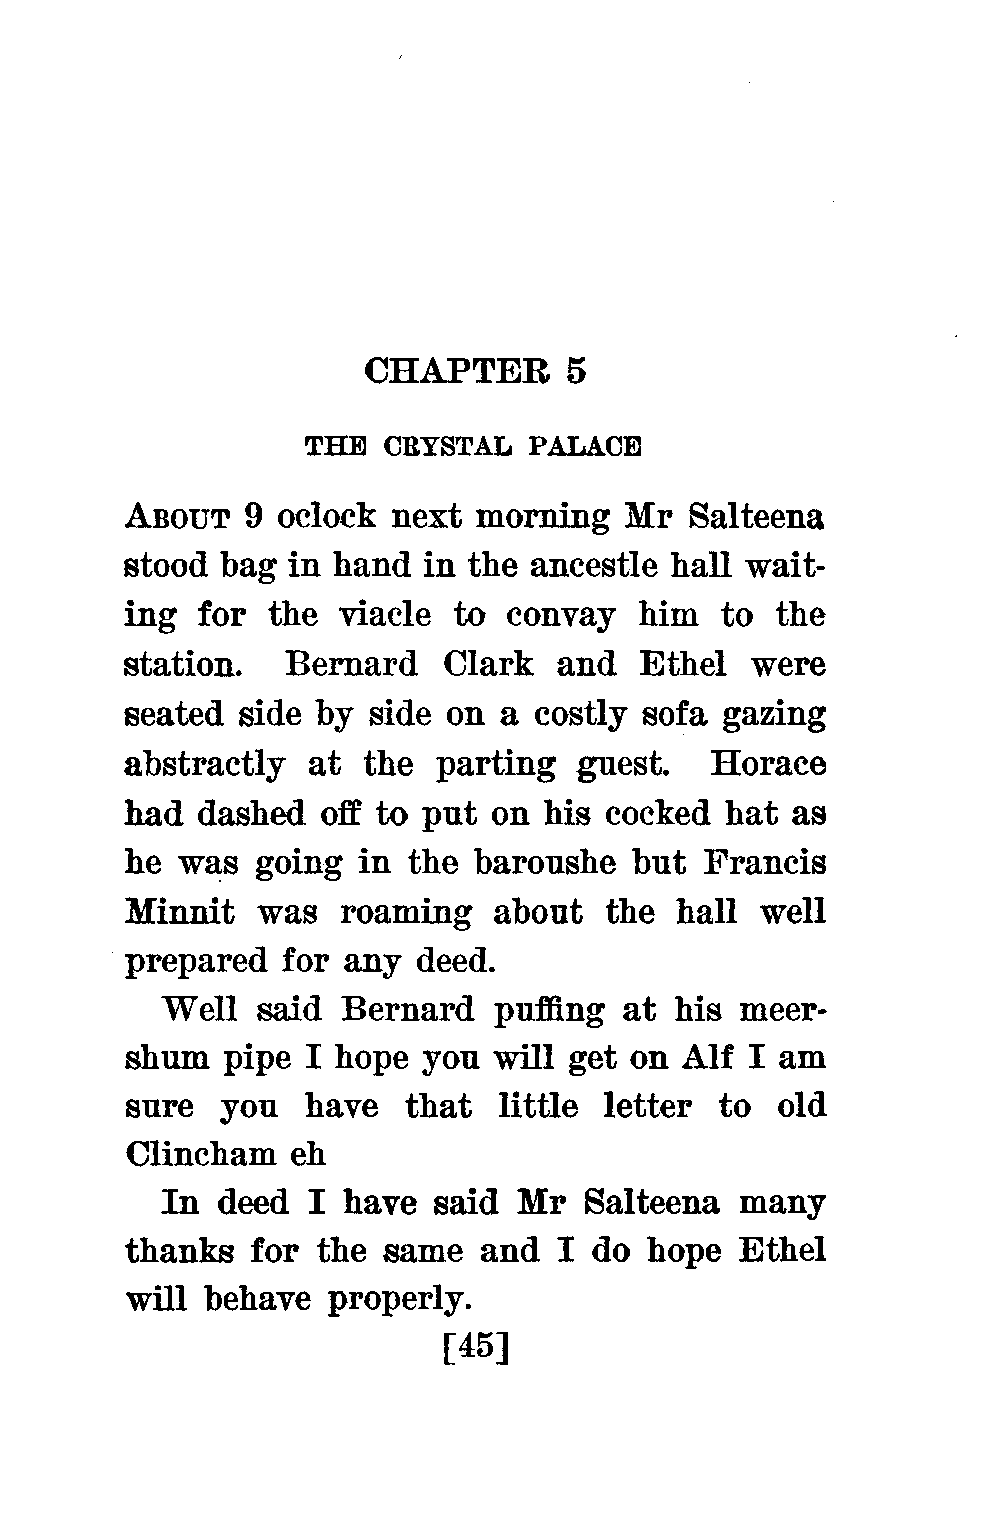 CHAPTER 5
THE CRYSTAL PALACE
ABOUT 9 oclock next morning Mr Salteena
stood bag in hand in the ancestle hall wait-
ing for the viacle to convay him to the
station. Bernard Clark and Ethel were
seated side by side on a costly sofa gazing
abstractly at the parting guest. Horace
had dashed off to put on his cocked hat as
he was going in the baroushe but Francis
Minnit was roaming about the hall well
prepared for any deed.
Well said Bernard puffing at his meer-
shum pipe I hope you will get on Alf I am
sure you have that little letter to old
Clincham eh
In deed I have said Mr Salteena many
thanks for the same and I do hope Ethel
will behave properly.
[45]